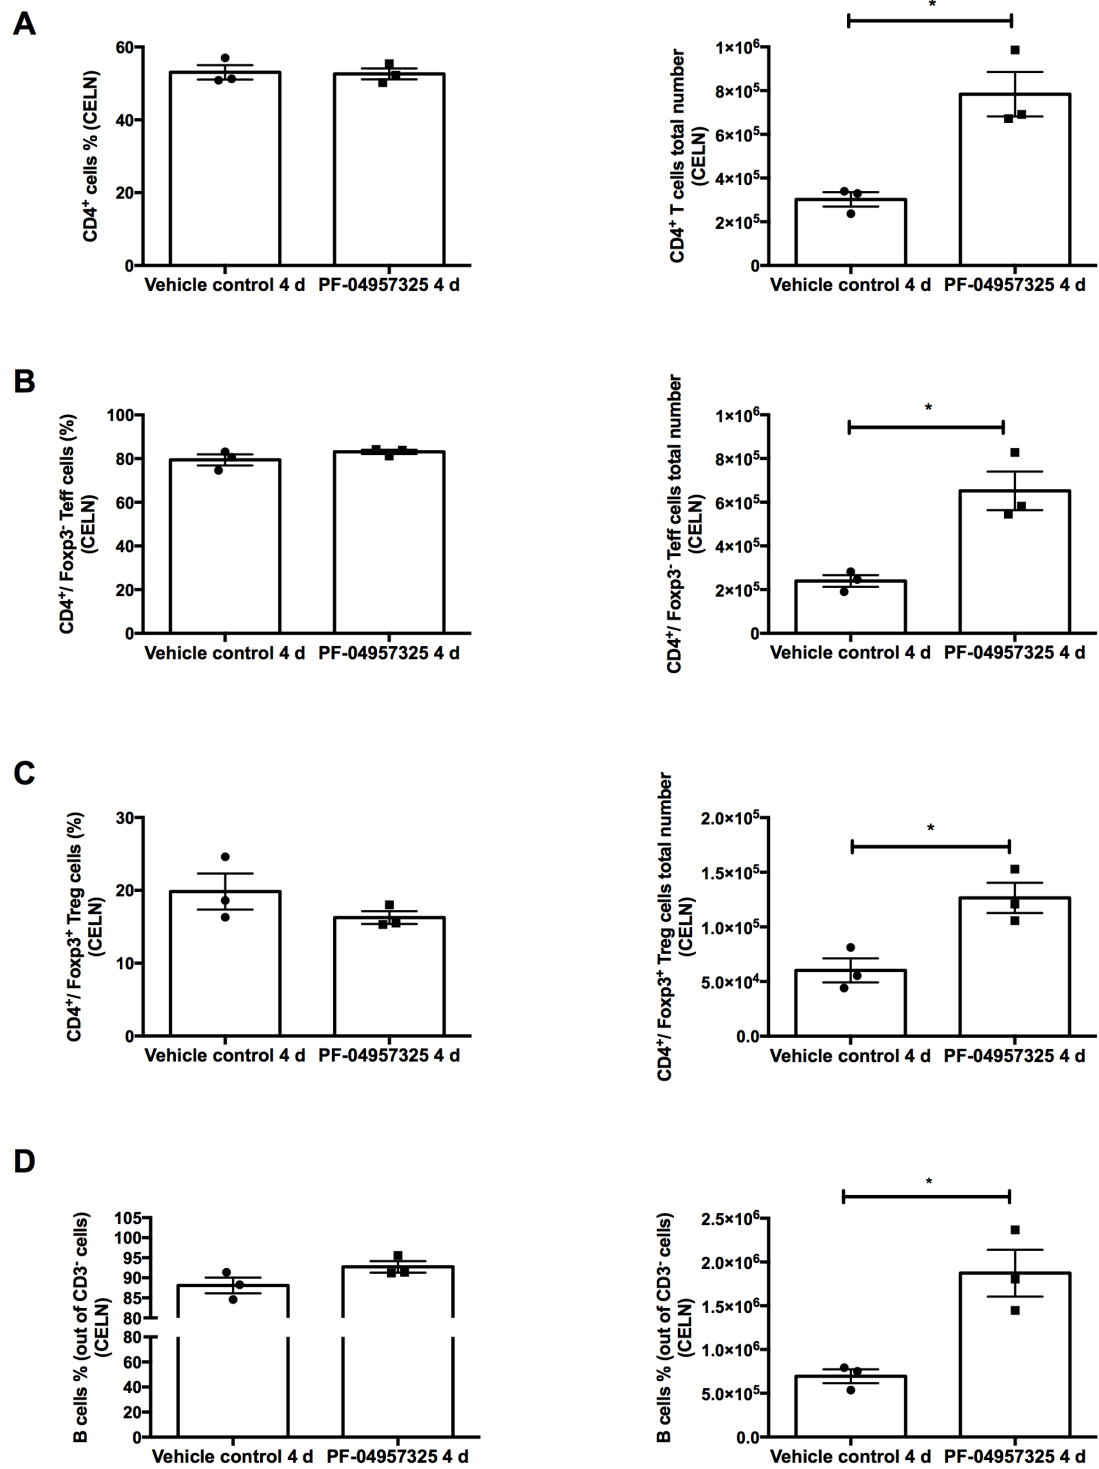 A
CD4⁺ cells % (CELN)
60
40
20
0
Vehicle control 4 d PF-04957325 4 d
*
CD4⁺ T cells total number
(CELN)
1×10⁶
8×10⁵
6×10⁵
4×10⁵
2×10⁵
0
Vehicle control 4 d PF-04957325 4 d
B
CD4⁺/ Foxp3⁻ Teff cells (%)
(CELN)
100
80
60
40
20
0
Vehicle control 4 d PF-04957325 4 d
*
CD4⁺/ Foxp3⁻ Teff cells total number
(CELN)
1×10⁶
8×10⁵
6×10⁵
4×10⁵
2×10⁵
0
Vehicle control 4 d PF-04957325 4 d
C
CD4⁺/ Foxp3⁺ Treg cells (%)
(CELN)
30
20
10
0
Vehicle control 4 d PF-04957325 4 d
*
CD4⁺/ Foxp3⁺ Treg cells total number
(CELN)
2.0×10⁵
1.5×10⁵
1.0×10⁵
5.0×10⁴
0.0
Vehicle control 4 d PF-04957325 4 d
D
B cells % (out of CD3⁻ cells)
(CELN)
105
100
95
90
85
80
80
60
40
20
0
Vehicle control 4 d PF-04957325 4 d
*
B cells % (out of CD3⁻ cells)
(CELN)
2.5×10⁶
2.0×10⁶
1.5×10⁶
1.0×10⁶
5.0×10⁵
0.0
Vehicle control 4 d PF-04957325 4 d